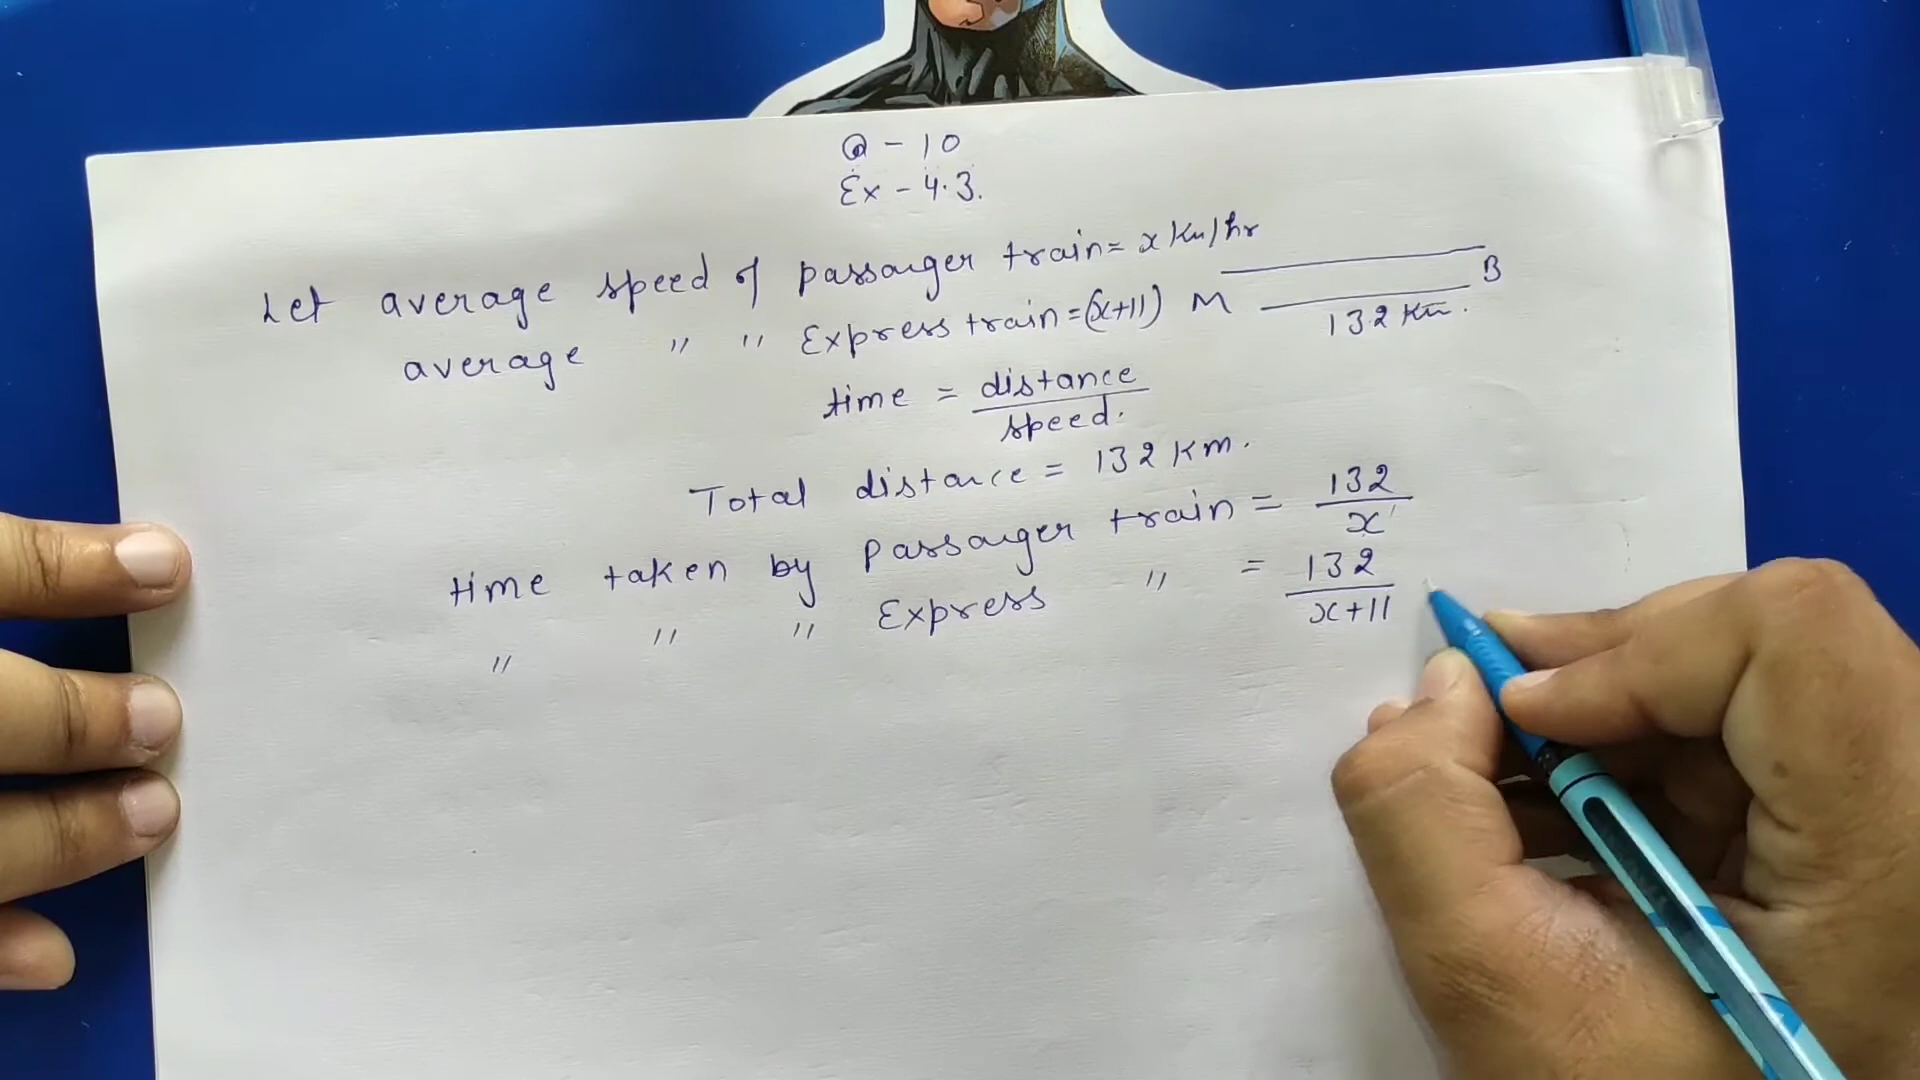 Q - 10
Ex - 4.3.
Let average speed of passanger train = x Km/hr
average " " Express train = (x+11) M B
132 Km.
time = distance / speed.
Total distance = 132 Km.
time taken by passanger train = 132 / x
" " " Express " = 132 / x+11